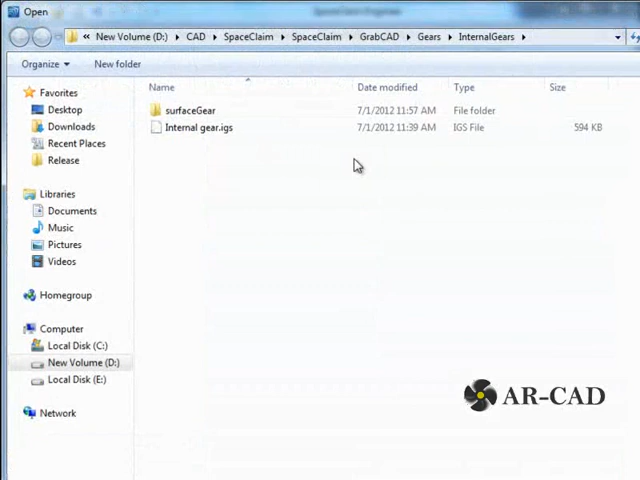 Open
SpaceClaim Engineer
« New Volume (D:) ▸ CAD ▸ SpaceClaim ▸ SpaceClaim ▸ GrabCAD ▸ Gears ▸ InternalGears ▸
Organize New folder
Name Date modified Type Size
Favorites
Desktop
Downloads
Recent Places
Release
surfaceGear 7/1/2012 11:57 AM File folder
Internal gear.igs 7/1/2012 11:39 AM IGS File 594 KB
Libraries
Documents
Music
Pictures
Videos
Homegroup
Computer
Local Disk (C:)
New Volume (D:)
Local Disk (E:)
Network
AR-CAD